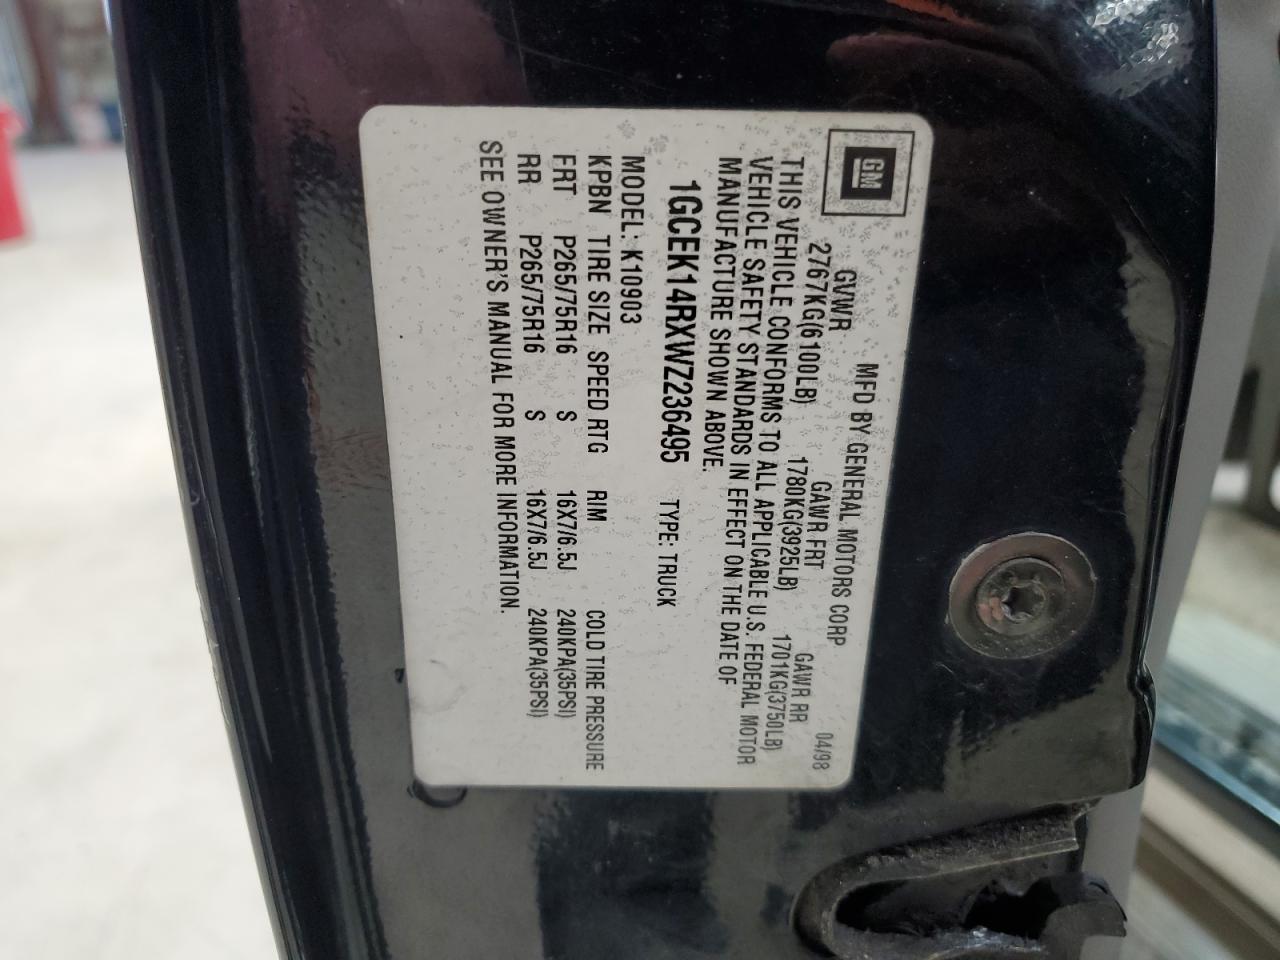 GM
MFD BY GENERAL MOTORS CORP 04/98
GVWR GAWR FRT GAWR RR
2767KG(6100LB) 1780KG(3925LB) 1701KG(3750LB)
THIS VEHICLE CONFORMS TO ALL APPLICABLE U.S. FEDERAL MOTOR
VEHICLE SAFETY STANDARDS IN EFFECT ON THE DATE OF
MANUFACTURE SHOWN ABOVE.
1GCEK14RXWZ236495 TYPE: TRUCK
MODEL: K10903
KPBN TIRE SIZE SPEED RTG RIM COLD TIRE PRESSURE
FRT P265/75R16 S 16X7/6.5J 240KPA(35PSI)
RR P265/75R16 S 16X7/6.5J 240KPA(35PSI)
SEE OWNER'S MANUAL FOR MORE INFORMATION.